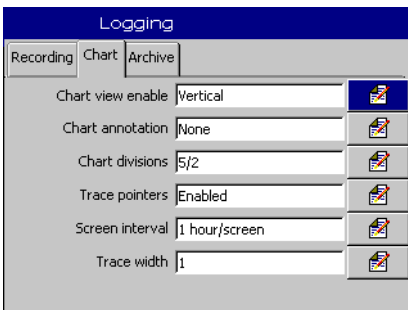 Logging
Recording Chart Archive
Chart view enable Vertical
Chart annotation None
Chart divisions 5/2
Trace pointers Enabled
Screen interval 1 hour/screen
Trace width 1